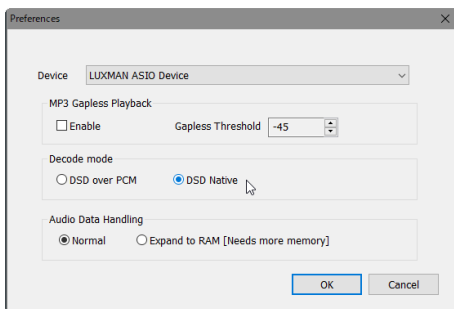 Preferences
Device LUXMAN ASIO Device
MP3 Gapless Playback
Enable Gapless Threshold -45
Decode mode
DSD over PCM DSD Native
Audio Data Handling
Normal Expand to RAM [Needs more memory]
OK Cancel